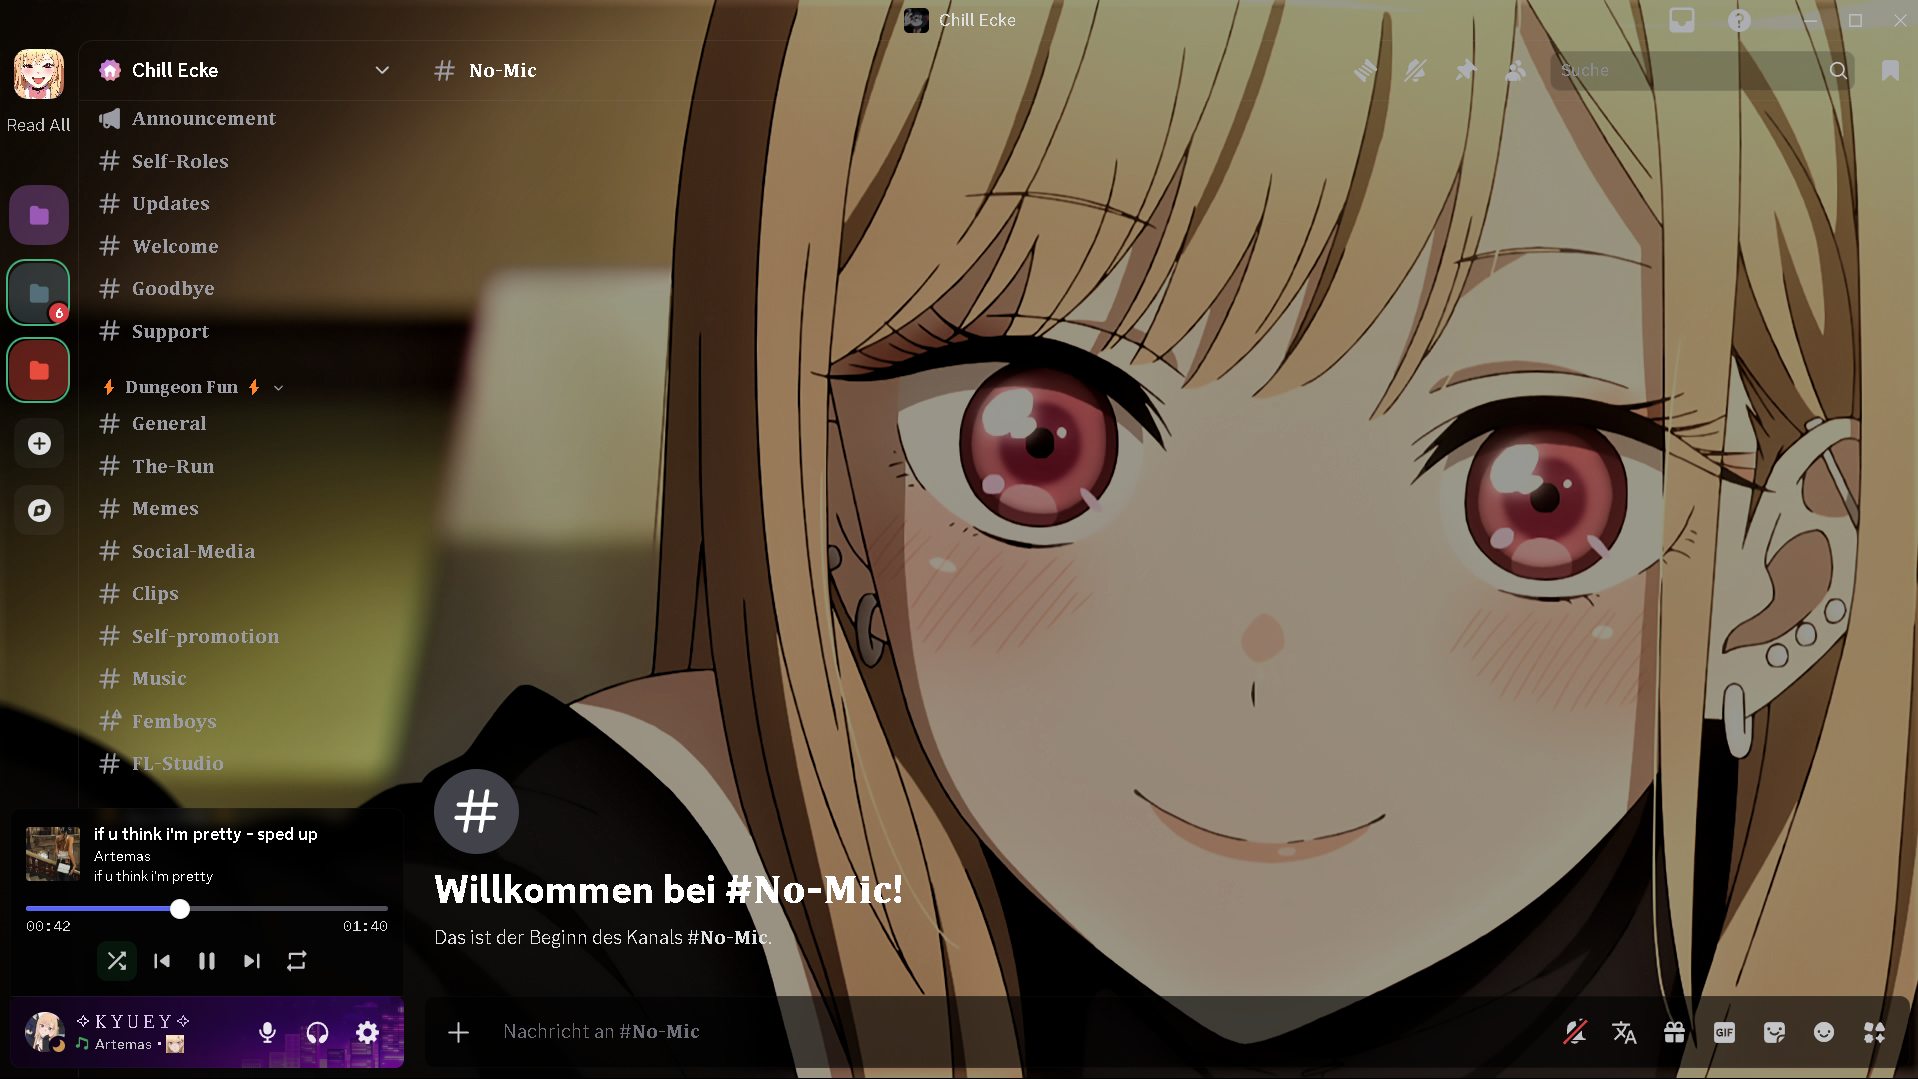 Chill Ecke
Chill Ecke
No-Mic
Suche
Read All
Announcement
Self-Roles
Updates
Welcome
Goodbye
Support
6
Dungeon Fun
General
The-Run
Memes
Social-Media
Clips
Self-promotion
Music
Femboys
FL-Studio
if u think i'm pretty - sped up
Artemas
if u think i'm pretty
00:42
01:40
✧ K Y U E Y ✧
Artemas •
Willkommen bei #No-Mic!
Das ist der Beginn des Kanals #No-Mic.
Nachricht an #No-Mic
GIF